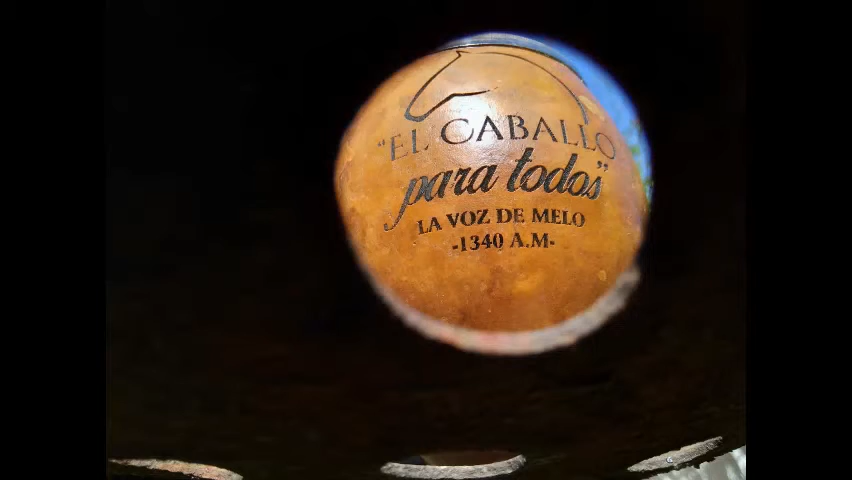 "EL CABALLO
para todos"
LA VOZ DE MELO
-1340 A.M-